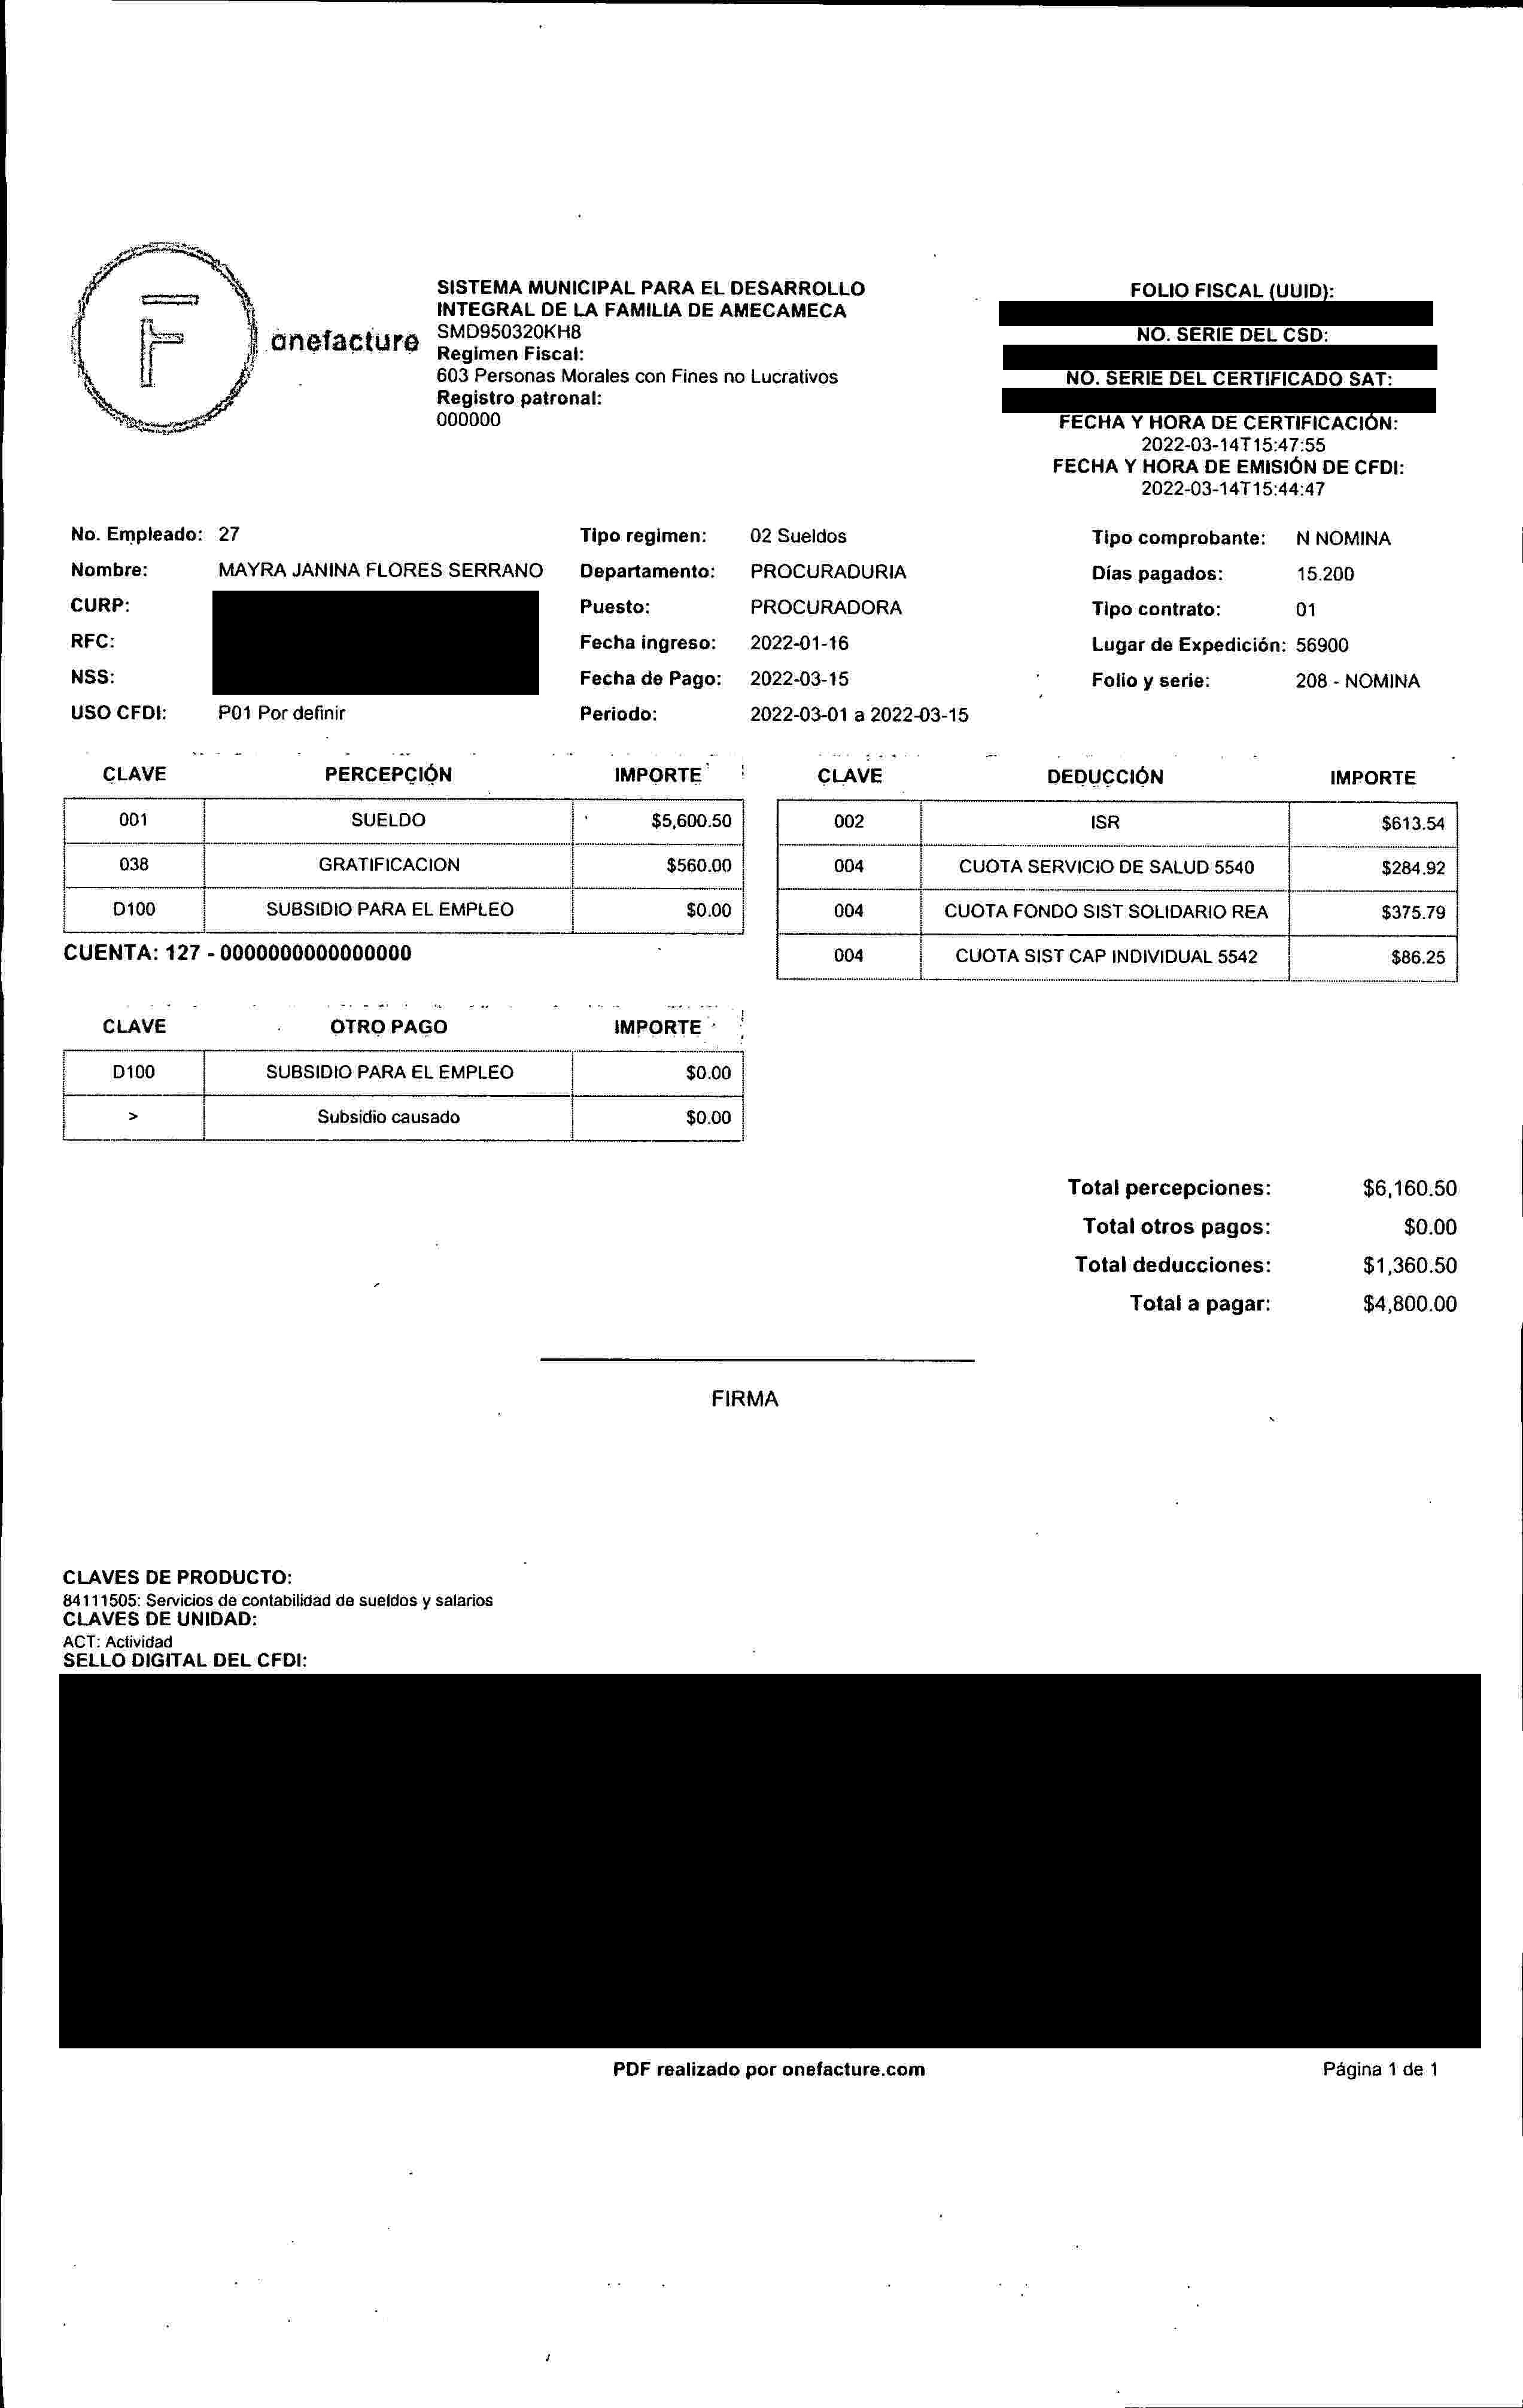 onefacture
SISTEMA MUNICIPAL PARA EL DESARROLLO
INTEGRAL DE LA FAMILIA DE AMECAMECA
SMD950320KH8
Regimen Fiscal:
603 Personas Morales con Fines no Lucrativos
Registro patronal:
000000
FOLIO FISCAL (UUID):
NO. SERIE DEL CSD:
NO. SERIE DEL CERTIFICADO SAT:
FECHA Y HORA DE CERTIFICACIÓN:
2022-03-14T15:47:55
FECHA Y HORA DE EMISIÓN DE CFDI:
2022-03-14T15:44:47
No. Empleado: 27 Tipo regimen: 02 Sueldos Tipo comprobante: N NOMINA
Nombre: MAYRA JANINA FLORES SERRANO Departamento: PROCURADURIA Días pagados: 15.200
CURP: Puesto: PROCURADORA Tipo contrato: 01
RFC: Fecha ingreso: 2022-01-16 Lugar de Expedición: 56900
NSS: Fecha de Pago: 2022-03-15 Folio y serie: 208 - NOMINA
USO CFDI: P01 Por definir Periodo: 2022-03-01 a 2022-03-15
CLAVE PERCEPCIÓN IMPORTE
001 SUELDO $5,600.50
038 GRATIFICACION $560.00
D100 SUBSIDIO PARA EL EMPLEO $0.00
CUENTA: 127 - 0000000000000000
CLAVE DEDUCCIÓN IMPORTE
002 ISR $613.54
004 CUOTA SERVICIO DE SALUD 5540 $284.92
004 CUOTA FONDO SIST SOLIDARIO REA $375.79
004 CUOTA SIST CAP INDIVIDUAL 5542 $86.25
CLAVE OTRO PAGO IMPORTE
D100 SUBSIDIO PARA EL EMPLEO $0.00
> Subsidio causado $0.00
Total percepciones: $6,160.50
Total otros pagos: $0.00
Total deducciones: $1,360.50
Total a pagar: $4,800.00
FIRMA
CLAVES DE PRODUCTO:
84111505: Servicios de contabilidad de sueldos y salarios
CLAVES DE UNIDAD:
ACT: Actividad
SELLO DIGITAL DEL CFDI:
PDF realizado por onefacture.com
Página 1 de 1